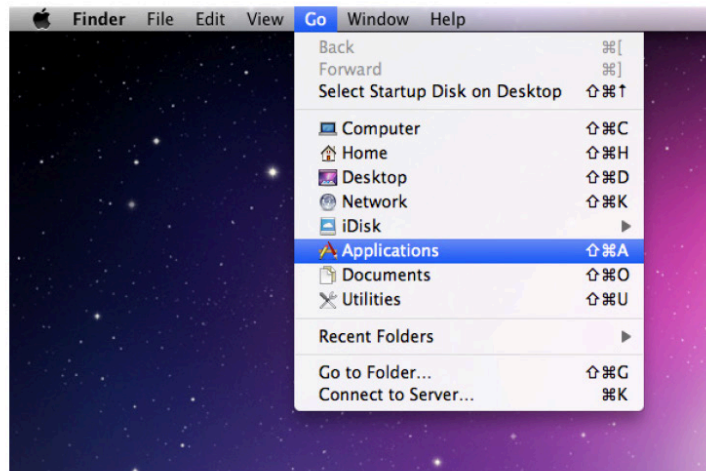 Finder File Edit View Go Window Help
Back ⌘[
Forward ⌘]
Select Startup Disk on Desktop ⇧⌘↑
Computer ⇧⌘C
Home ⇧⌘H
Desktop ⇧⌘D
Network ⇧⌘K
iDisk ▶
Applications ⇧⌘A
Documents ⇧⌘O
Utilities ⇧⌘U
Recent Folders ▶
Go to Folder... ⇧⌘G
Connect to Server... ⌘K